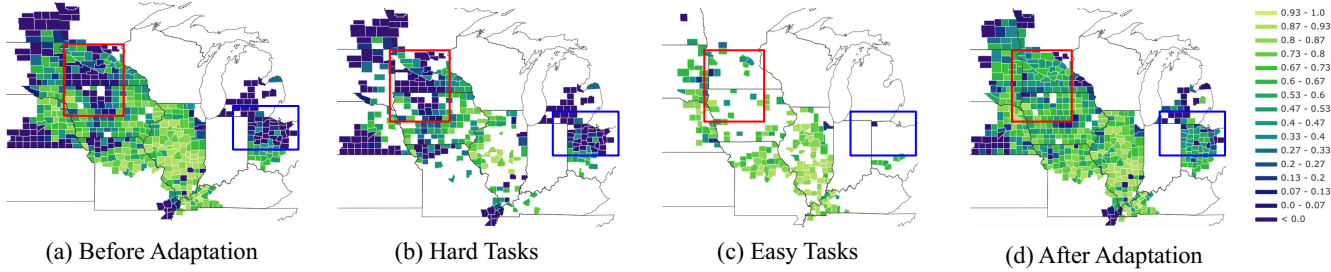 0.93 - 1.0
0.87 - 0.93
0.8 - 0.87
0.73 - 0.8
0.67 - 0.73
0.6 - 0.67
0.53 - 0.6
0.47 - 0.53
0.4 - 0.47
0.33 - 0.4
0.27 - 0.33
0.2 - 0.27
0.13 - 0.2
0.07 - 0.13
0.0 - 0.07
< 0.0
(a) Before Adaptation
(b) Hard Tasks
(c) Easy Tasks
(d) After Adaptation